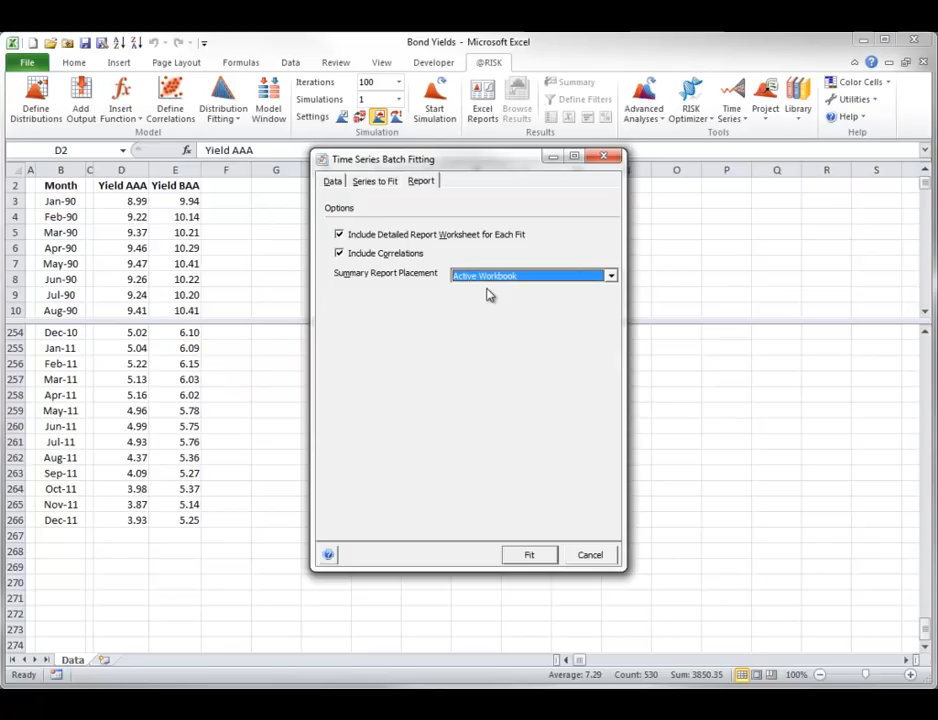 Bond Yields - Microsoft Excel
File Home Insert Page Layout Formulas Data Review View Developer @RISK
Define Distributions
Add Output
Insert Function
Define Correlations
Distribution Fitting
Model Window
Model
Iterations 100
Simulations 1
Settings
Start Simulation
Simulation
Excel Reports
Browse Results
Summary
Define Filters
Results
Advanced Analyses
RISK Optimizer
Time Series
Project
Library
Tools
Color Cells
Utilities
Help
D2 fx Yield AAA
A B C D E F G O P Q R S
2 Month Yield AAA Yield BAA
3 Jan-90 8.99 9.94
4 Feb-90 9.22 10.14
5 Mar-90 9.37 10.21
6 Apr-90 9.46 10.29
7 May-90 9.47 10.41
8 Jun-90 9.26 10.22
9 Jul-90 9.24 10.20
10 Aug-90 9.41 10.41
254 Dec-10 5.02 6.10
255 Jan-11 5.04 6.09
256 Feb-11 5.22 6.15
257 Mar-11 5.13 6.03
258 Apr-11 5.16 6.02
259 May-11 4.96 5.78
260 Jun-11 4.99 5.75
261 Jul-11 4.93 5.76
262 Aug-11 4.37 5.36
263 Sep-11 4.09 5.27
264 Oct-11 3.98 5.37
265 Nov-11 3.87 5.14
266 Dec-11 3.93 5.25
267
268
269
270
271
272
273
274
Time Series Batch Fitting
Data Series to Fit Report
Options
Include Detailed Report Worksheet for Each Fit
Include Correlations
Summary Report Placement Active Workbook
Fit Cancel
Data
Ready Average: 7.29 Count: 530 Sum: 3850.35 100%